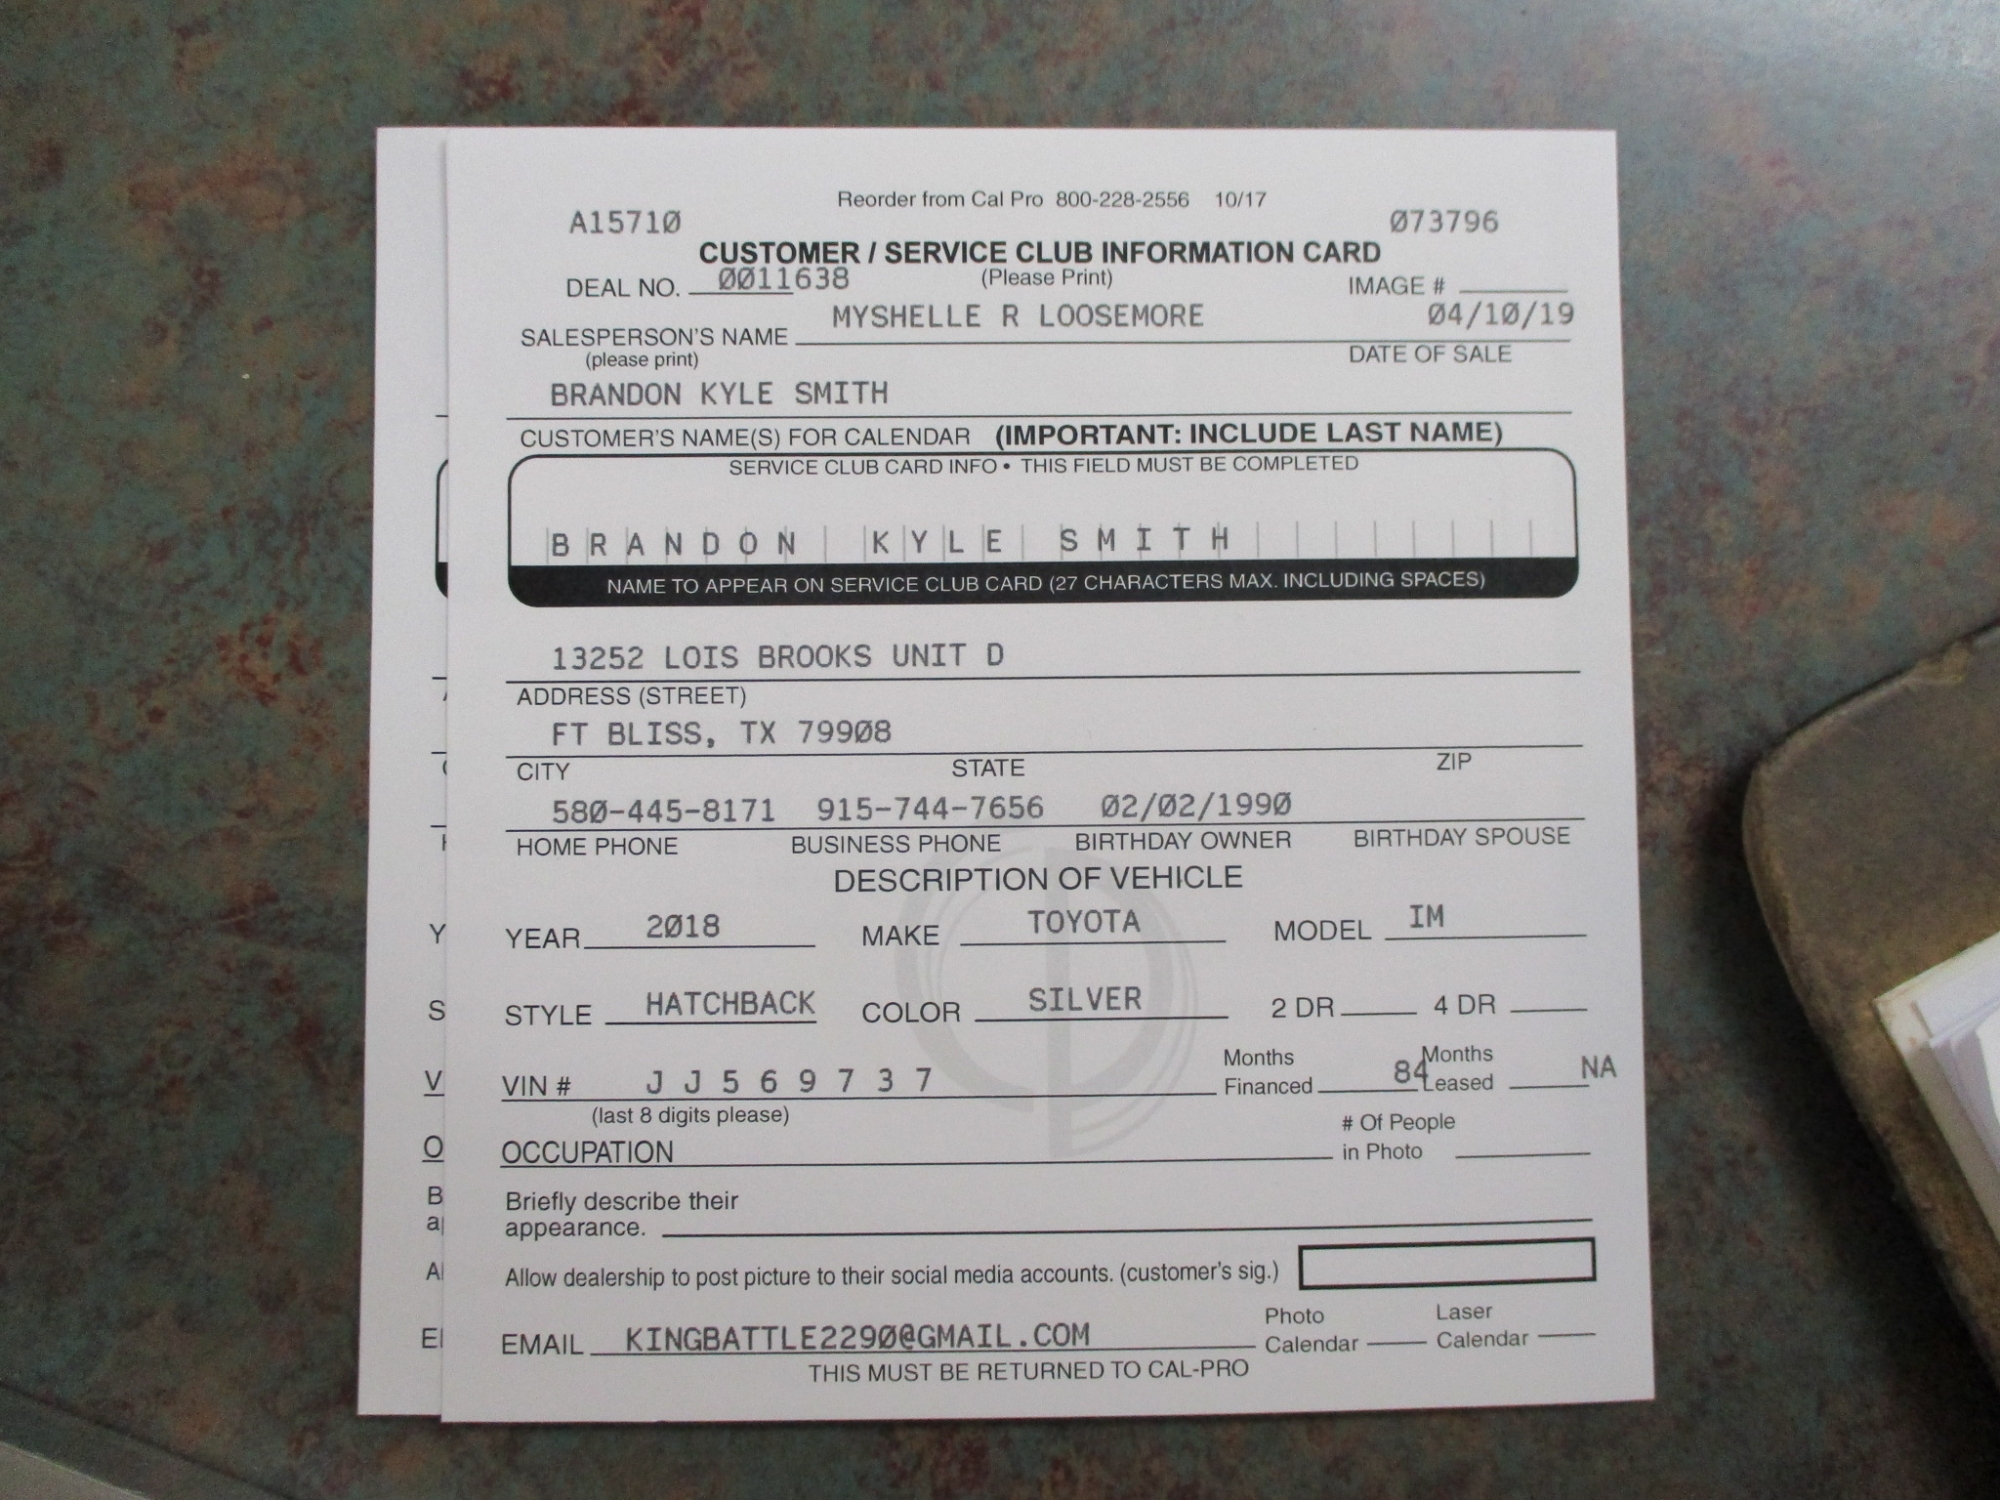 Reorder from Cal Pro 800-228-2556 10/17
A15710 073796
CUSTOMER / SERVICE CLUB INFORMATION CARD
DEAL NO. 0011638 (Please Print) IMAGE #
MYSHELLE R LOOSEMORE 04/10/19
SALESPERSON'S NAME
(please print) DATE OF SALE
BRANDON KYLE SMITH
CUSTOMER'S NAME(S) FOR CALENDAR (IMPORTANT: INCLUDE LAST NAME)
SERVICE CLUB CARD INFO • THIS FIELD MUST BE COMPLETED
BRANDON KYLE SMITH
NAME TO APPEAR ON SERVICE CLUB CARD (27 CHARACTERS MAX. INCLUDING SPACES)
13252 LOIS BROOKS UNIT D
ADDRESS (STREET)
FT BLISS, TX 79908
CITY STATE ZIP
580-445-8171 915-744-7656 02/02/1990
HOME PHONE BUSINESS PHONE BIRTHDAY OWNER BIRTHDAY SPOUSE
DESCRIPTION OF VEHICLE
YEAR 2018 MAKE TOYOTA MODEL IM
STYLE HATCHBACK COLOR SILVER 2 DR 4 DR
VIN # JJ569737 Months Financed 84 Months Leased NA
(last 8 digits please)
OCCUPATION # Of People in Photo
Briefly describe their
appearance.
Allow dealership to post picture to their social media accounts. (customer's sig.)
EMAIL KINGBATTLE2290@GMAIL.COM Photo Calendar Laser Calendar
THIS MUST BE RETURNED TO CAL-PRO